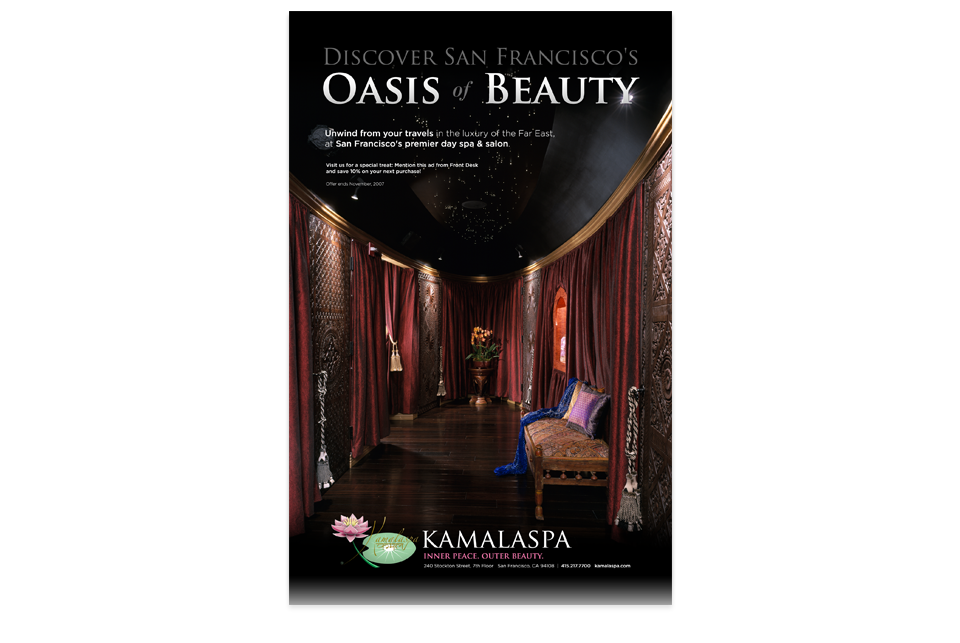 DISCOVER SAN FRANCISCO'S
OASIS of BEAUTY
Unwind from your travels in the luxury of the Far East,
at San Francisco's premier day spa & salon.
Visit us for a special treat: Mention this ad from Front Desk
and save 10% on your next purchase!
Offer ends November, 2007
Kamalaspa
KAMALASPA
INNER PEACE. OUTER BEAUTY.
240 Stockton Street, 7th Floor San Francisco, CA 94108 | 415.217.7700 kamalaspa.com